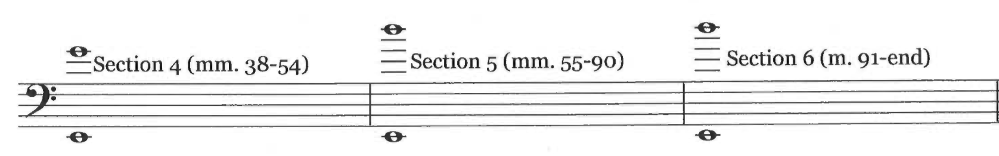 Section 4 (mm. 38-54)
Section 5 (mm. 55-90)
Section 6 (m. 91-end)